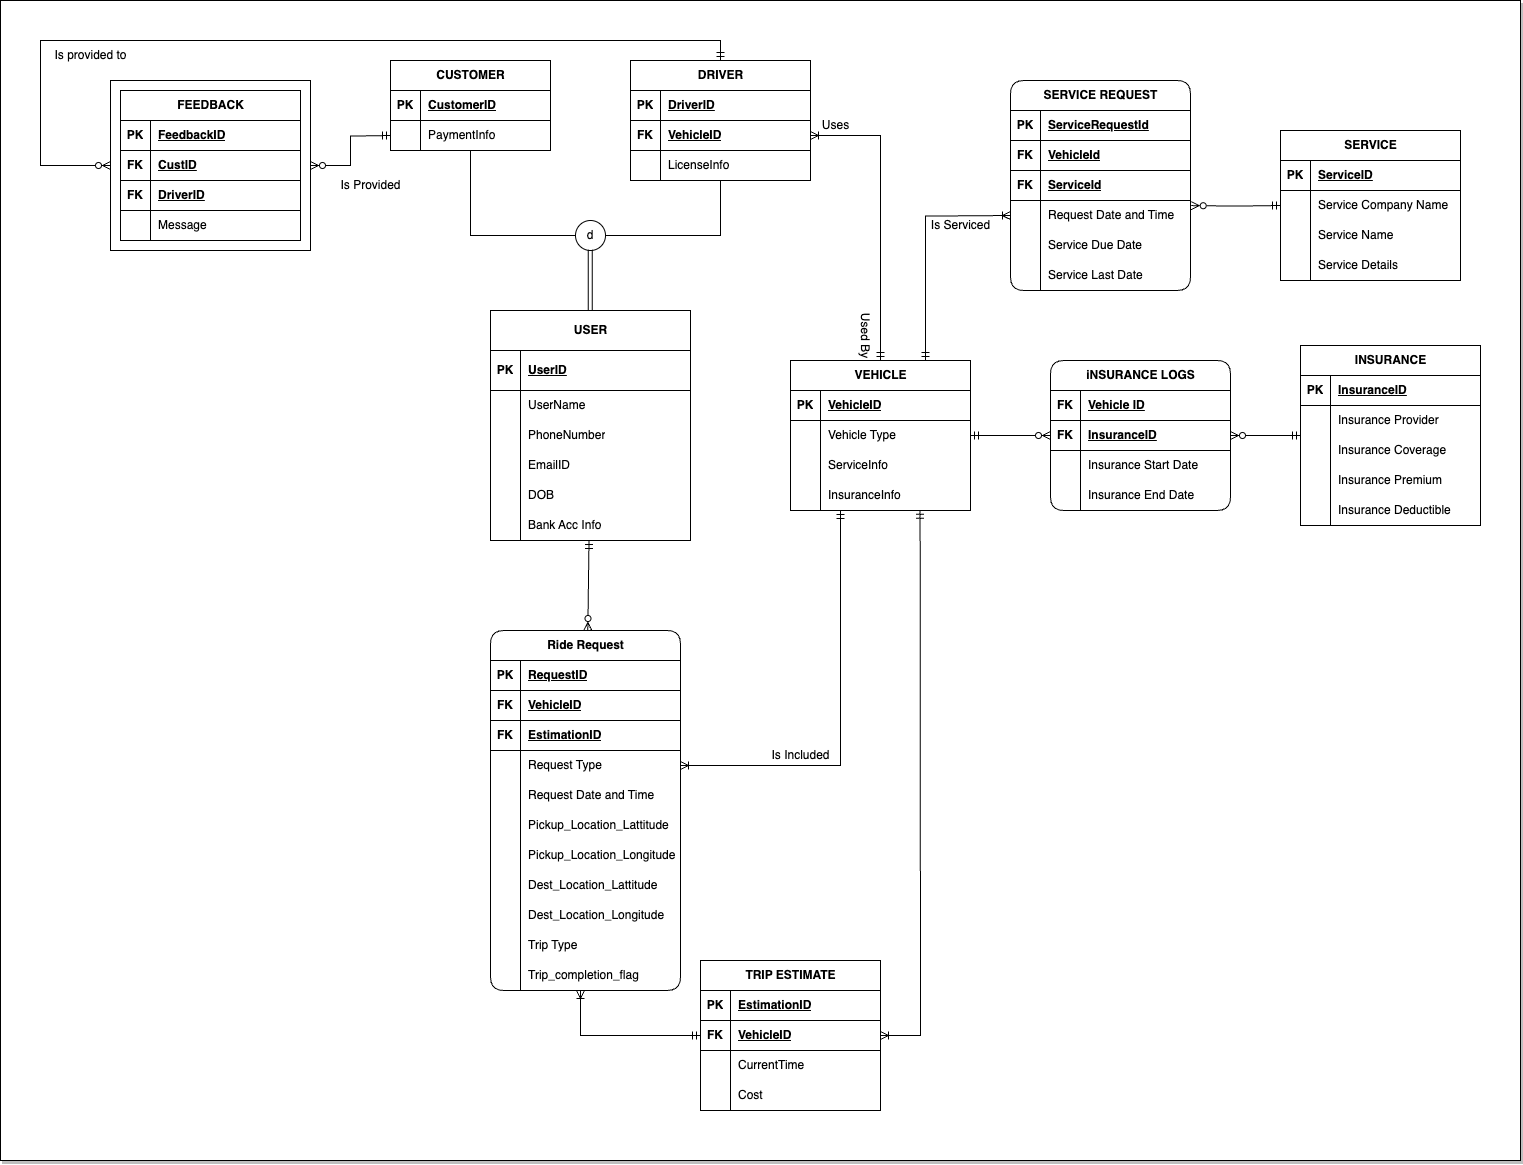 Is provided to
FEEDBACK
PK FeedbackID
FK CustID
FK DriverID
Message
Is Provided
CUSTOMER
PK CustomerID
PaymentInfo
DRIVER
PK DriverID
FK VehicleID
LicenseInfo
Uses
Used By
d
USER
PK UserID
UserName
PhoneNumber
EmailID
DOB
Bank Acc Info
SERVICE REQUEST
PK ServiceRequestId
FK VehicleId
FK ServiceId
Request Date and Time
Service Due Date
Service Last Date
Is Serviced
SERVICE
PK ServiceID
Service Company Name
Service Name
Service Details
VEHICLE
PK VehicleID
Vehicle Type
ServiceInfo
InsuranceInfo
iNSURANCE LOGS
FK Vehicle ID
FK InsuranceID
Insurance Start Date
Insurance End Date
INSURANCE
PK InsuranceID
Insurance Provider
Insurance Coverage
Insurance Premium
Insurance Deductible
Ride Request
PK RequestID
FK VehicleID
FK EstimationID
Request Type
Request Date and Time
Pickup_Location_Lattitude
Pickup_Location_Longitude
Dest_Location_Lattitude
Dest_Location_Longitude
Trip Type
Trip_completion_flag
Is Included
TRIP ESTIMATE
PK EstimationID
FK VehicleID
CurrentTime
Cost